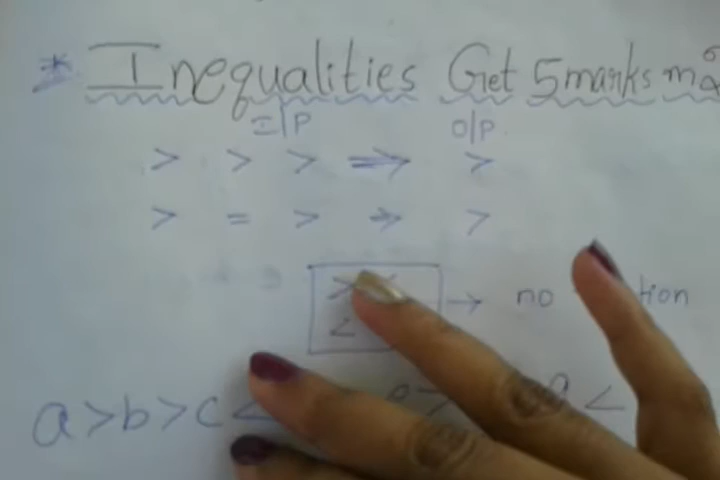 * Inequalities Get 5marks
I/P O/P
> > > ⇒ >
> = > → >
>
< → no
a>b>c<
<